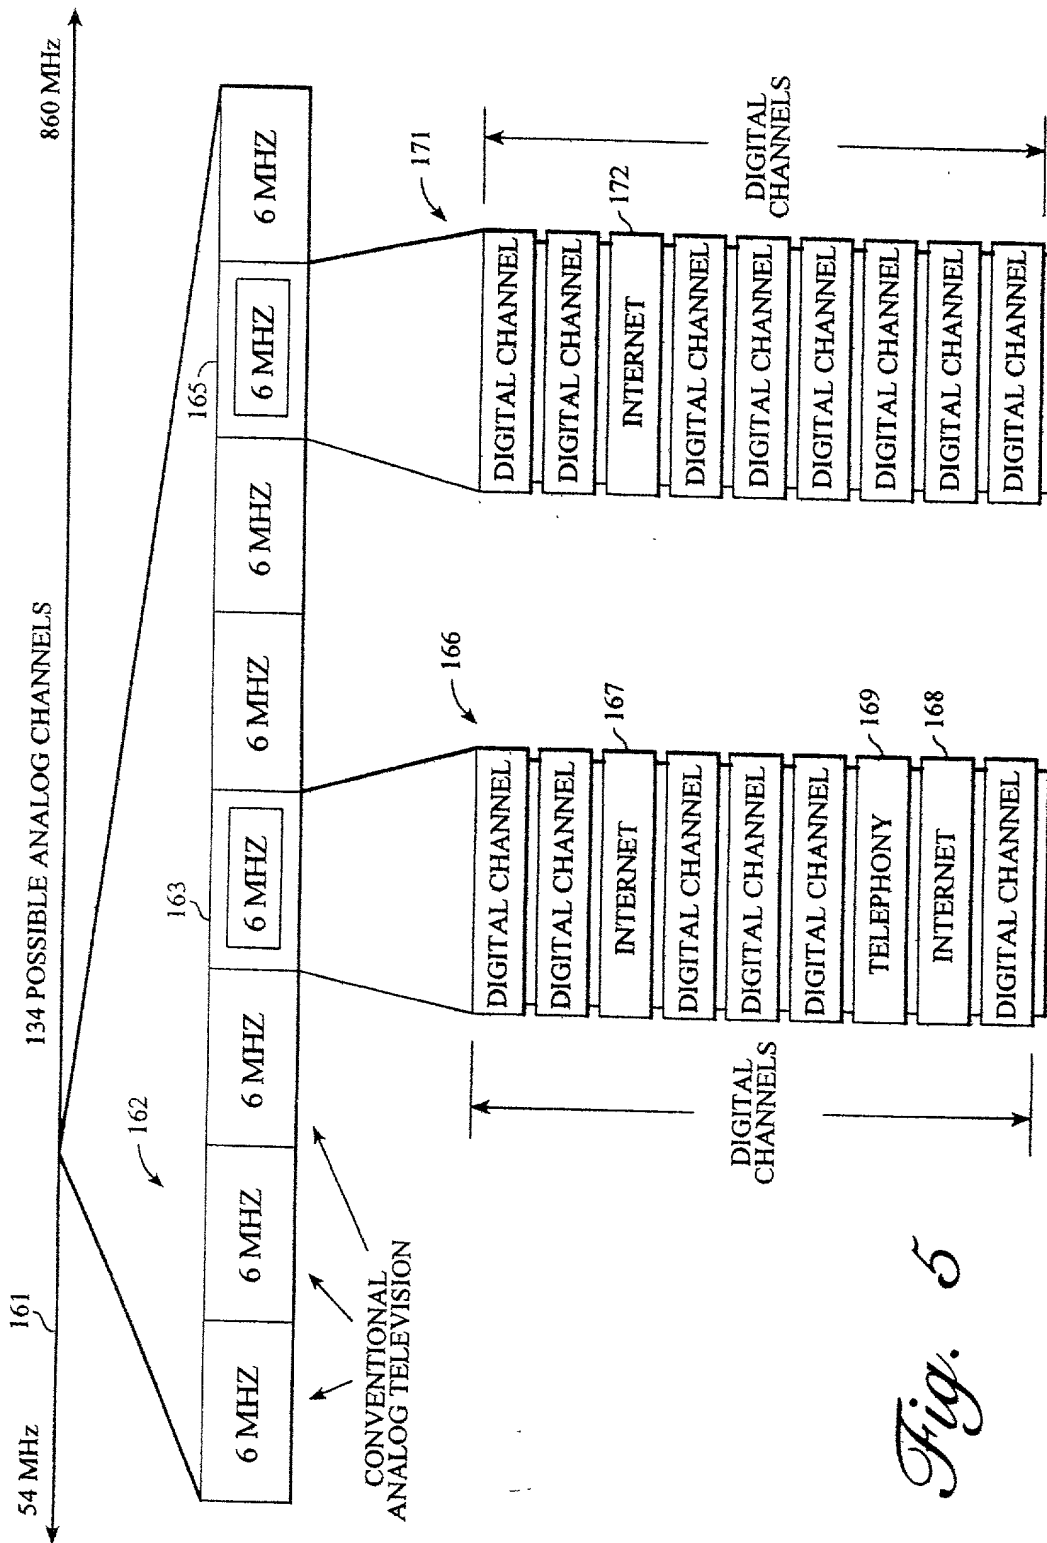 54 MHz
161
134 POSSIBLE ANALOG CHANNELS
860 MHz
162
163
165
6 MHZ
6 MHZ
6 MHZ
6 MHZ
6 MHZ
6 MHZ
6 MHZ
6 MHZ
CONVENTIONAL
ANALOG TELEVISION
166
DIGITAL CHANNEL
DIGITAL CHANNEL
INTERNET
167
DIGITAL CHANNEL
DIGITAL CHANNEL
DIGITAL CHANNEL
TELEPHONY
169
INTERNET
168
DIGITAL CHANNEL
DIGITAL
CHANNELS
171
DIGITAL CHANNEL
DIGITAL CHANNEL
INTERNET
172
DIGITAL CHANNEL
DIGITAL CHANNEL
DIGITAL CHANNEL
DIGITAL CHANNEL
DIGITAL CHANNEL
DIGITAL CHANNEL
DIGITAL
CHANNELS
Fig. 5